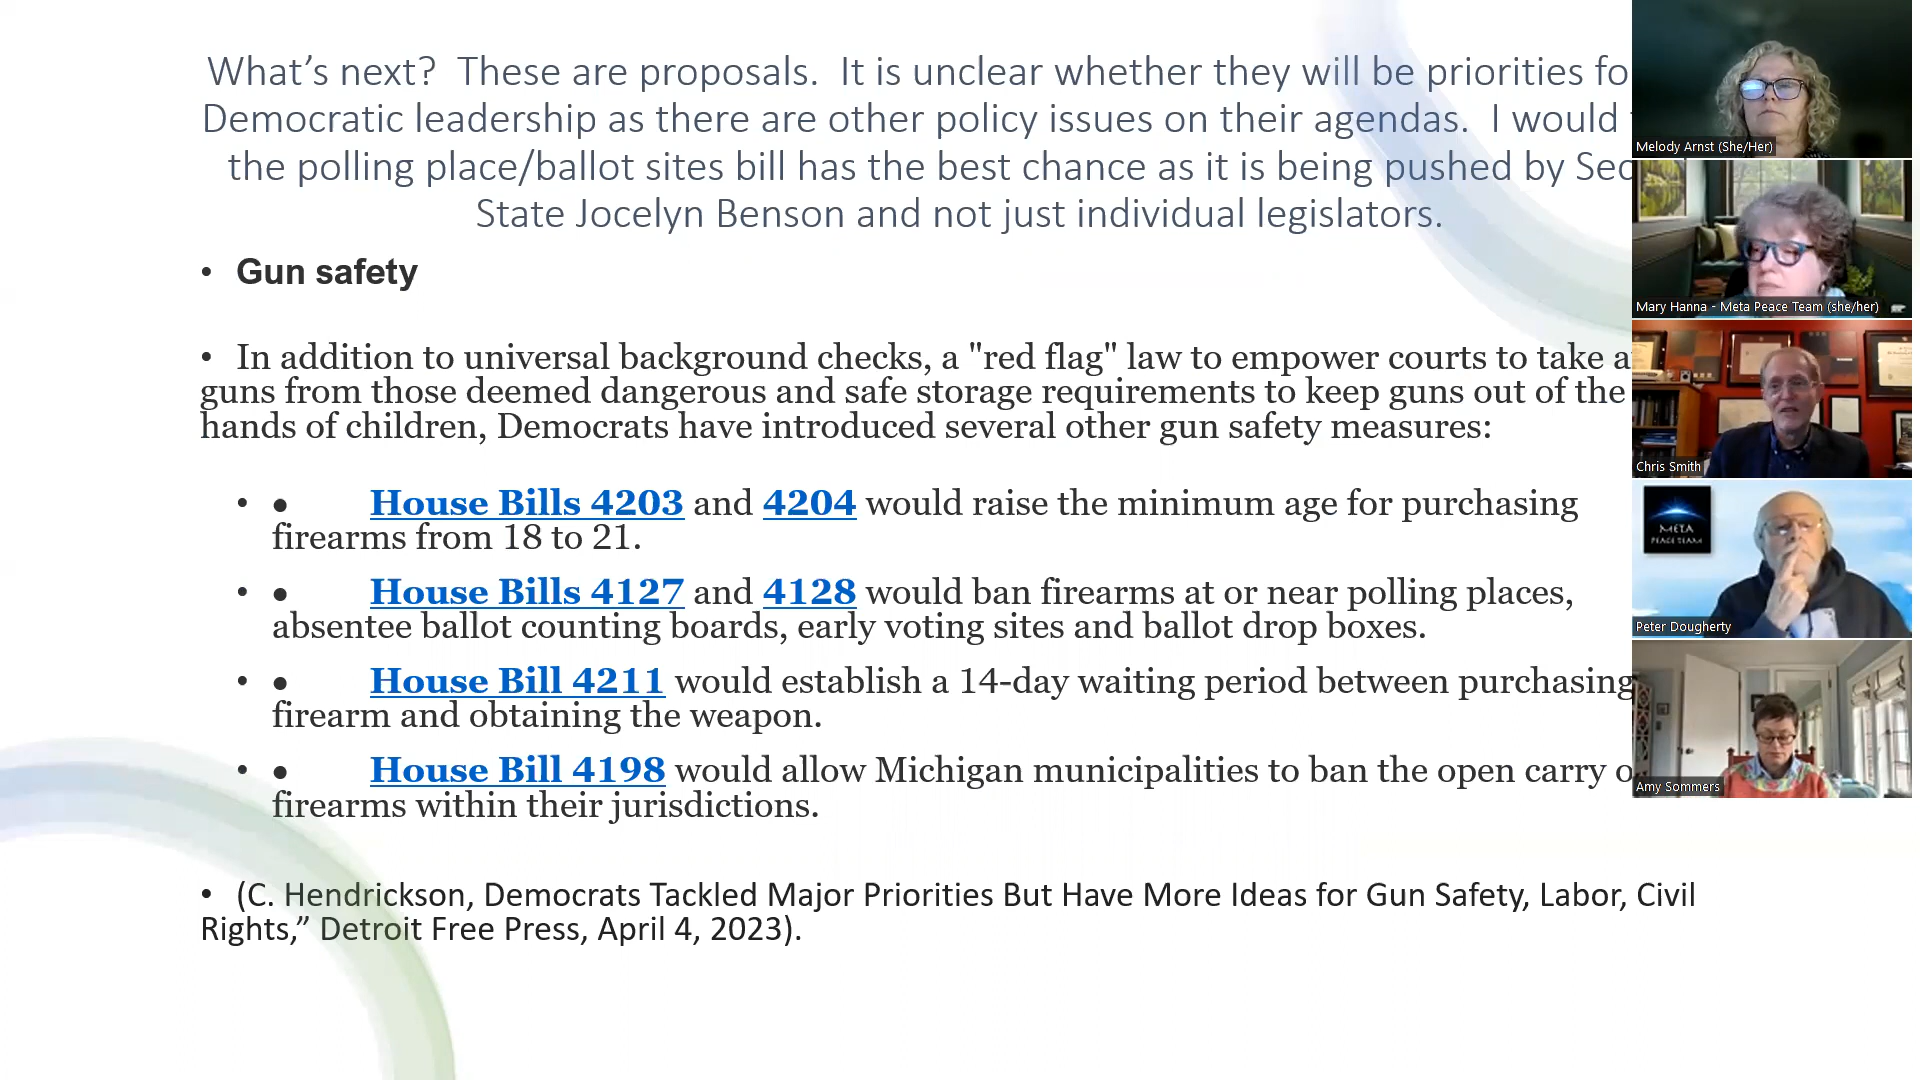 What’s next?  These are proposals.  It is unclear whether they will be priorities fo
Democratic leadership as there are other policy issues on their agendas.  I would
the polling place/ballot sites bill has the best chance as it is being pushed by Sec
State Jocelyn Benson and not just individual legislators.
• Gun safety
• In addition to universal background checks, a "red flag" law to empower courts to take a
guns from those deemed dangerous and safe storage requirements to keep guns out of the
hands of children, Democrats have introduced several other gun safety measures:
• ● House Bills 4203 and 4204 would raise the minimum age for purchasing
firearms from 18 to 21.
• ● House Bills 4127 and 4128 would ban firearms at or near polling places,
absentee ballot counting boards, early voting sites and ballot drop boxes.
• ● House Bill 4211 would establish a 14-day waiting period between purchasing
firearm and obtaining the weapon.
• ● House Bill 4198 would allow Michigan municipalities to ban the open carry o
firearms within their jurisdictions.
• (C. Hendrickson, Democrats Tackled Major Priorities But Have More Ideas for Gun Safety, Labor, Civil
Rights,” Detroit Free Press, April 4, 2023).
Melody Arnst (She/Her)
Mary Hanna - Meta Peace Team (she/her)
Chris Smith
META
PEACE TEAM
Peter Dougherty
Amy Sommers